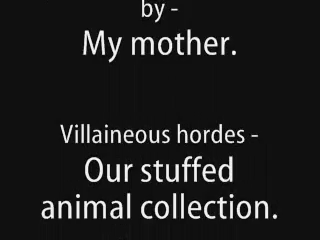 by -
My mother.
Villaineous hordes -
Our stuffed
animal collection.